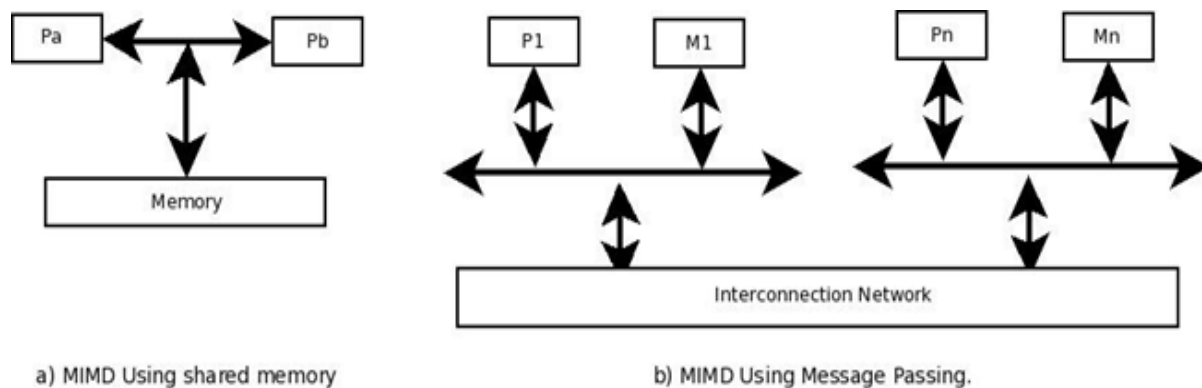 Pa
Pb
Memory
a) MIMD Using shared memory
P1
M1
Pn
Mn
Interconnection Network
b) MIMD Using Message Passing.